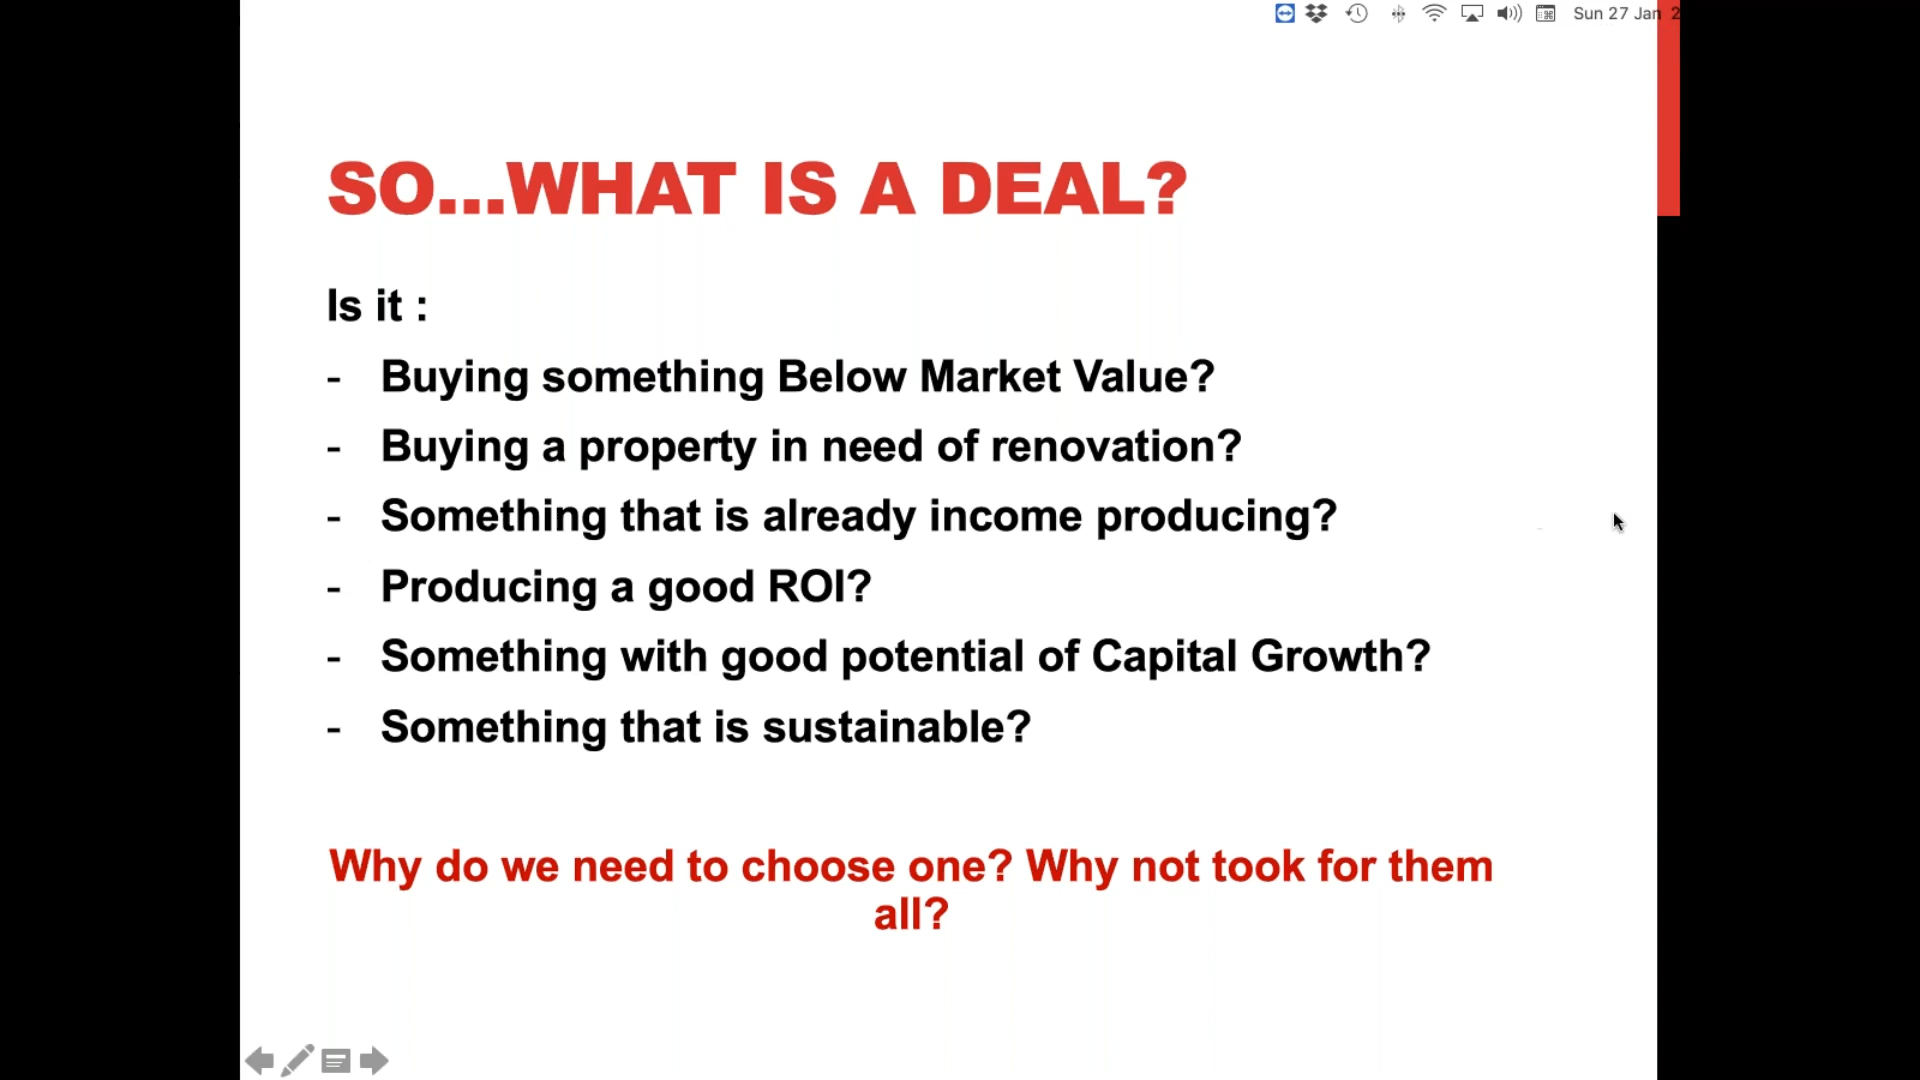 Sun 27 Jan 2
SO...WHAT IS A DEAL?
Is it :
- Buying something Below Market Value?
- Buying a property in need of renovation?
- Something that is already income producing?
- Producing a good ROI?
- Something with good potential of Capital Growth?
- Something that is sustainable?
Why do we need to choose one? Why not took for them
all?